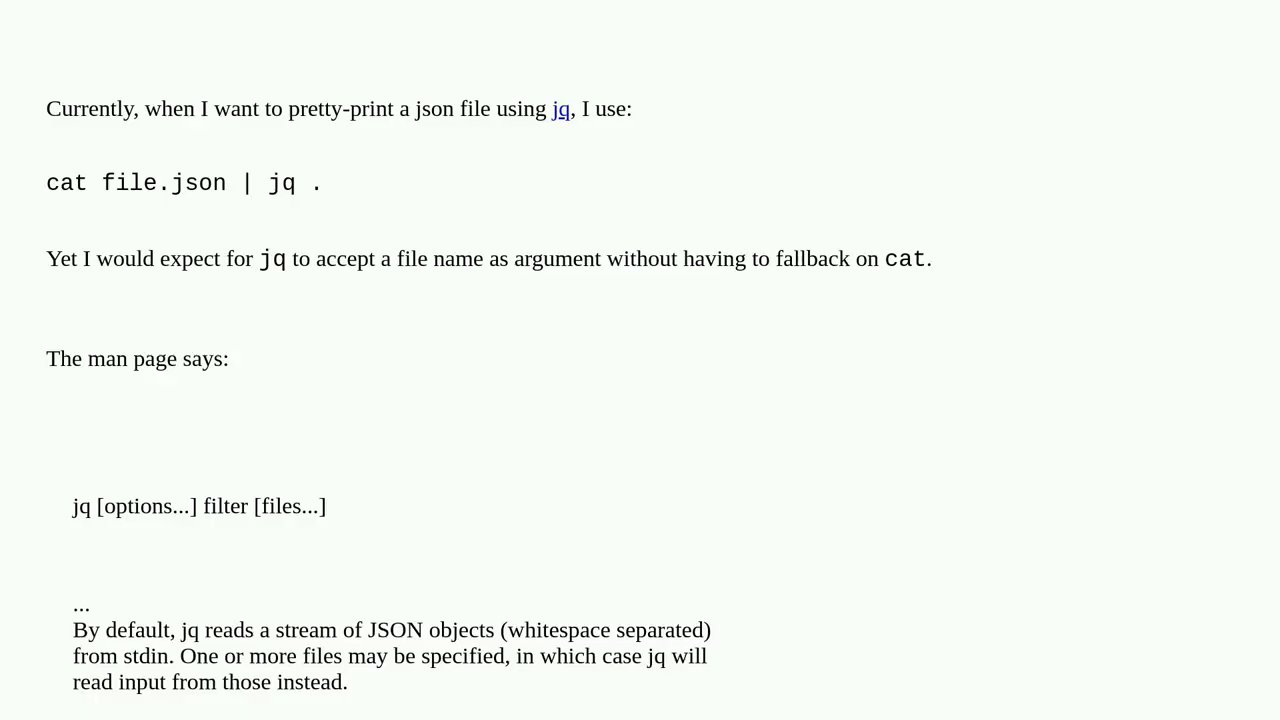 Currently, when I want to pretty-print a json file using jq, I use:
cat file.json | jq .
Yet I would expect for jq to accept a file name as argument without having to fallback on cat.
The man page says:
jq [options...] filter [files...]
...
By default, jq reads a stream of JSON objects (whitespace separated)
from stdin. One or more files may be specified, in which case jq will
read input from those instead.